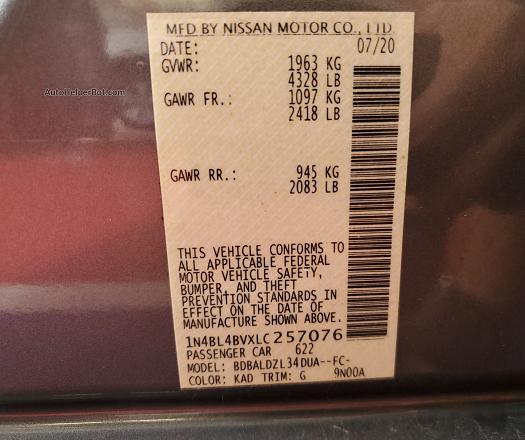 MFD BY NISSAN MOTOR CO., LTD.
DATE: 07/20
GVWR: 1963 KG
4328 LB
GAWR FR.: 1097 KG
2418 LB
GAWR RR.: 945 KG
2083 LB
THIS VEHICLE CONFORMS TO
ALL APPLICABLE FEDERAL
MOTOR VEHICLE SAFETY,
BUMPER, AND THEFT
PREVENTION STANDARDS IN
EFFECT ON THE DATE OF
MANUFACTURE SHOWN ABOVE.
1N4BL4BVXLC257076
PASSENGER CAR 622
MODEL: BDBALDZL34DUA--FC-
COLOR: KAD TRIM: G 9N00A
AutoHelperBot.com